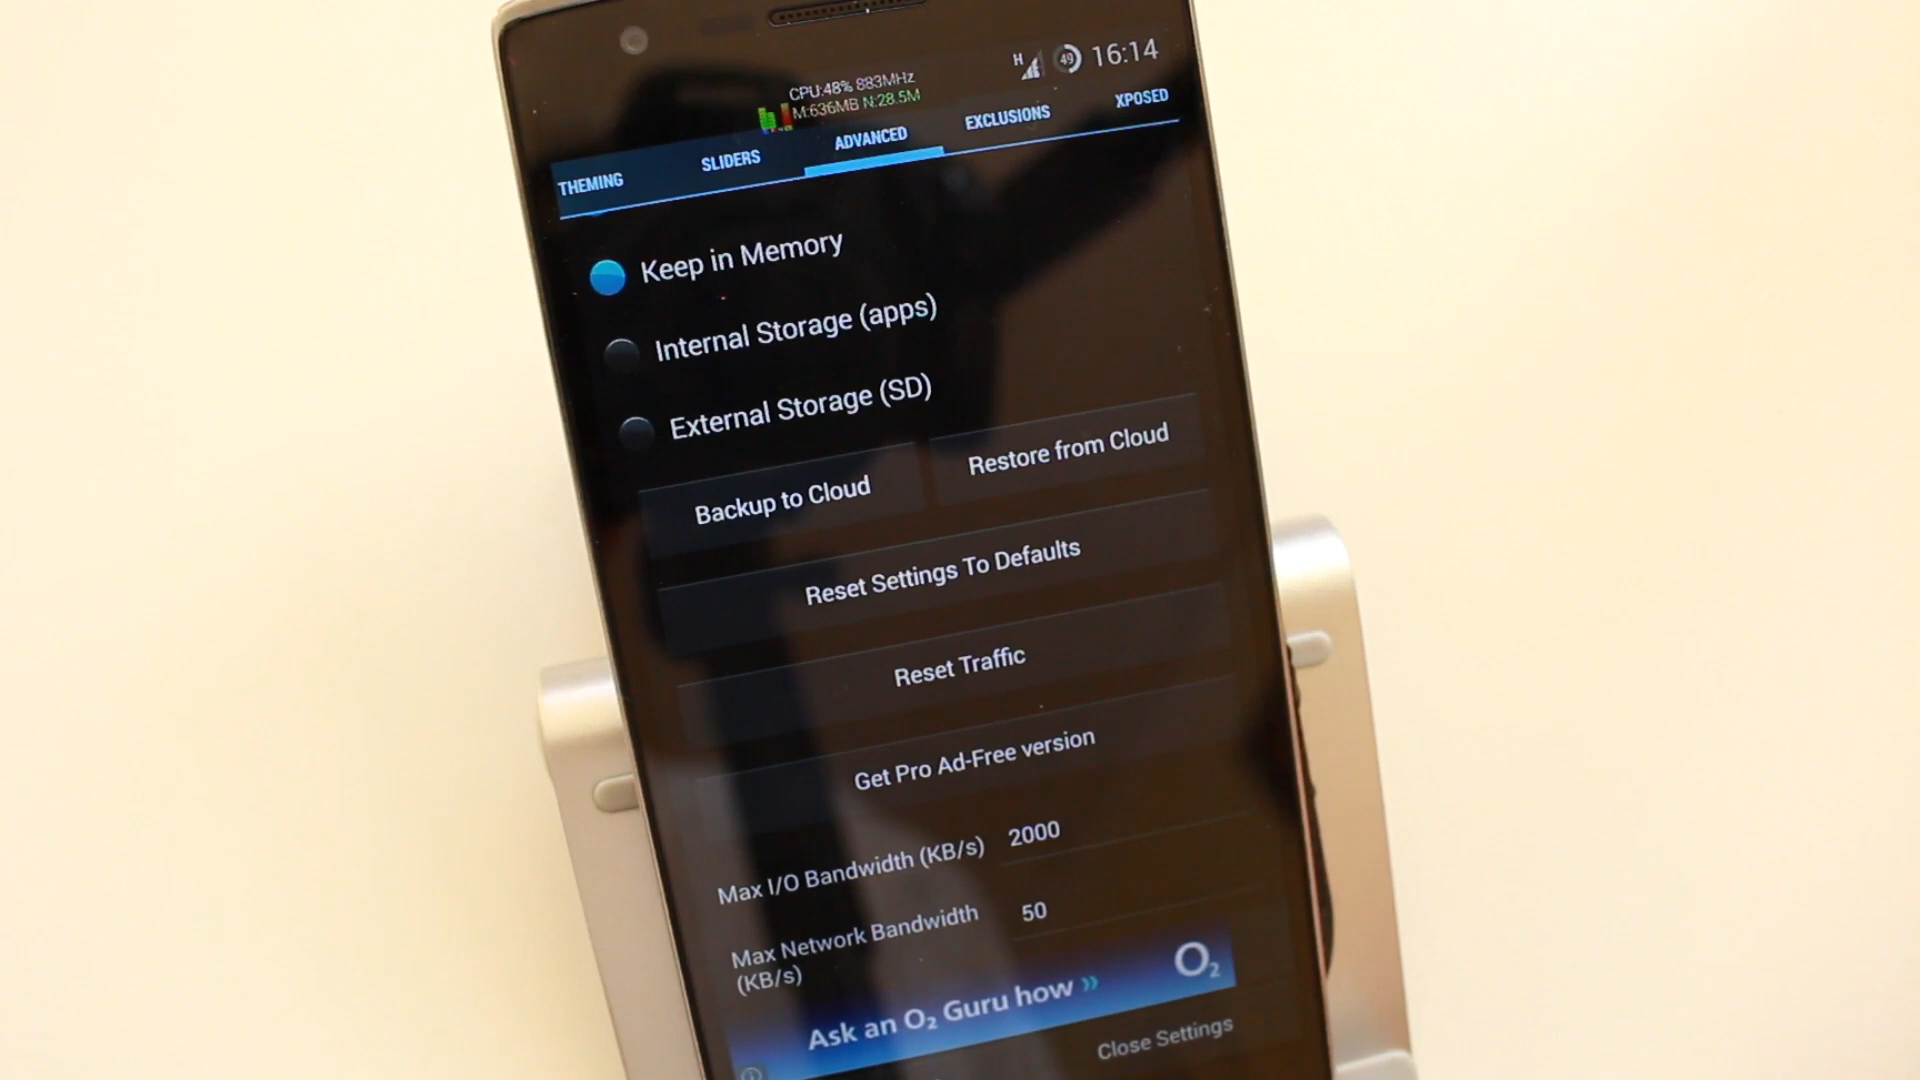 H 49 16:14
CPU:48% 883MHz
M:636MB N:28.5M
THEMING SLIDERS ADVANCED EXCLUSIONS XPOSED
Keep in Memory
Internal Storage (apps)
External Storage (SD)
Backup to Cloud Restore from Cloud
Reset Settings To Defaults
Reset Traffic
Get Pro Ad-Free version
Max I/O Bandwidth (KB/s) 2000
Max Network Bandwidth 50
(KB/s)
Ask an O₂ Guru how » O₂
Close Settings